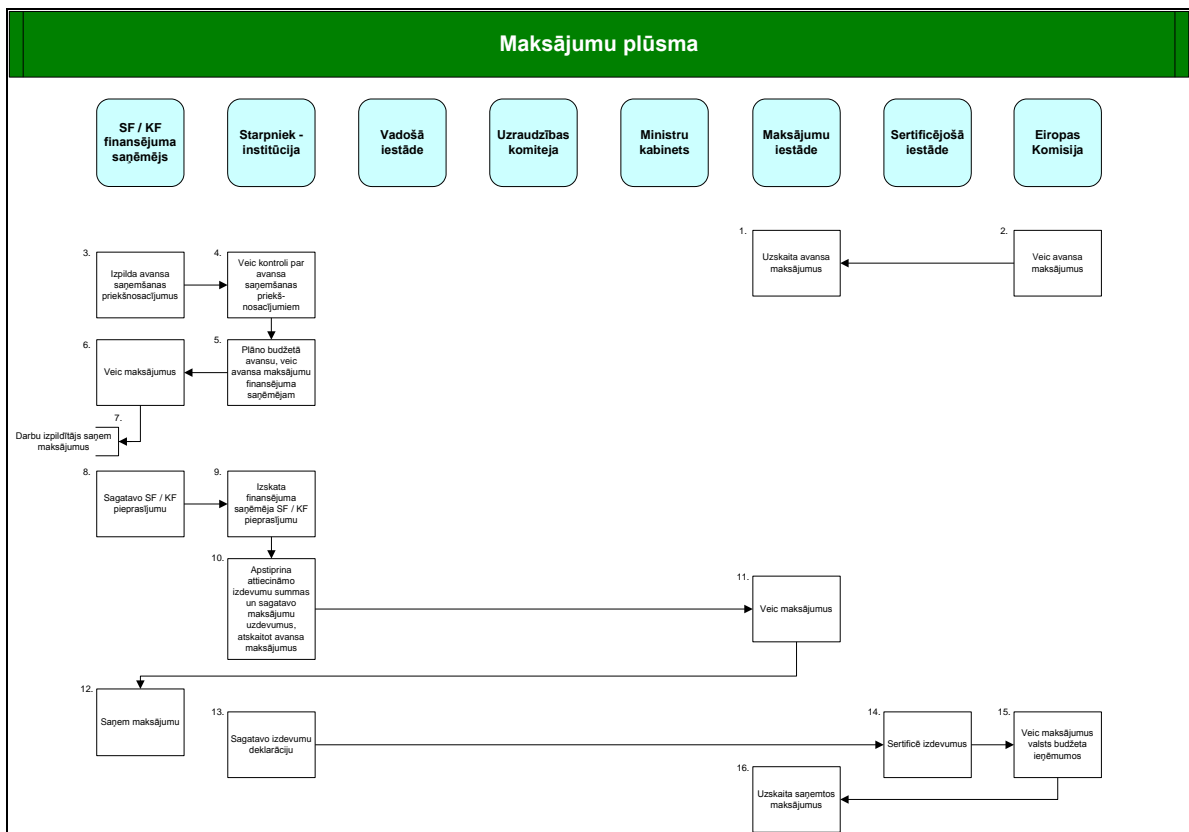 Maksājumu plūsma
SF / KF
finansējuma
saņēmējs
Starpniek -
institūcija
Vadošā
iestāde
Uzraudzības
komiteja
Ministru
kabinets
Maksājumu
iestāde
Sertificējošā
iestāde
Eiropas
Komisija
1.
Uzskaita avansa
maksājumus
2.
Veic avansa
maksājumus
3.
Izpilda avansa
saņemšanas
priekšnosacījumus
4.
Veic kontroli par
avansa
saņemšanas
priekš-
nosacījumiem
5.
Plāno budžetā
avansu, veic
avansa maksājumu
finansējuma
saņēmējam
6.
Veic maksājumus
7.
Darbu izpildītājs saņem
maksājumus
8.
Sagatavo SF / KF
pieprasījumu
9.
Izskata
finansējuma
saņēmēja SF / KF
pieprasījumu
10.
Apstiprina
attiecināmo
izdevumu summas
un sagatavo
maksājumu
uzdevumus,
atskaitot avansa
maksājumus
11.
Veic maksājumus
12.
Saņem maksājumu
13.
Sagatavo izdevumu
deklarāciju
14.
Sertificē izdevumus
15.
Veic maksājumus
valsts budžeta
ieņēmumos
16.
Uzskaita saņemtos
maksājumus